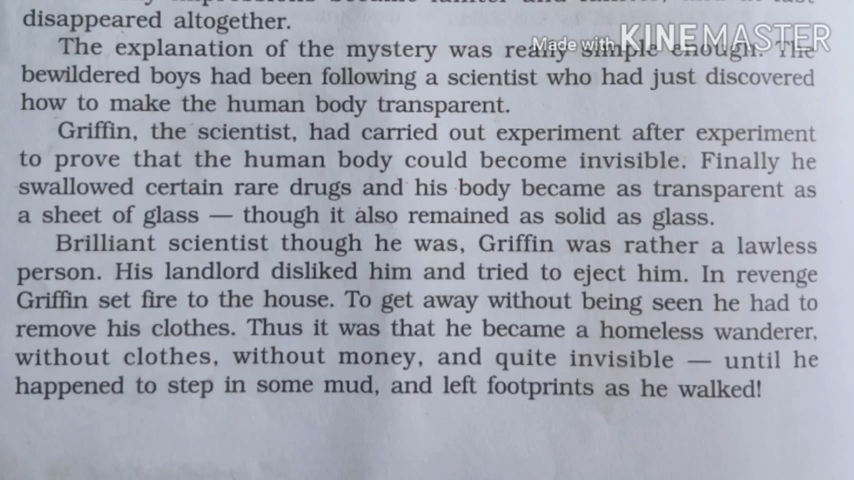 disappeared altogether.
The explanation of the mystery was really simple enough. The
Made with KINEMASTER
bewildered boys had been following a scientist who had just discovered
how to make the human body transparent.
Griffin, the scientist, had carried out experiment after experiment
to prove that the human body could become invisible. Finally he
swallowed certain rare drugs and his body became as transparent as
a sheet of glass — though it also remained as solid as glass.
Brilliant scientist though he was, Griffin was rather a lawless
person. His landlord disliked him and tried to eject him. In revenge
Griffin set fire to the house. To get away without being seen he had to
remove his clothes. Thus it was that he became a homeless wanderer,
without clothes, without money, and quite invisible — until he
happened to step in some mud, and left footprints as he walked!